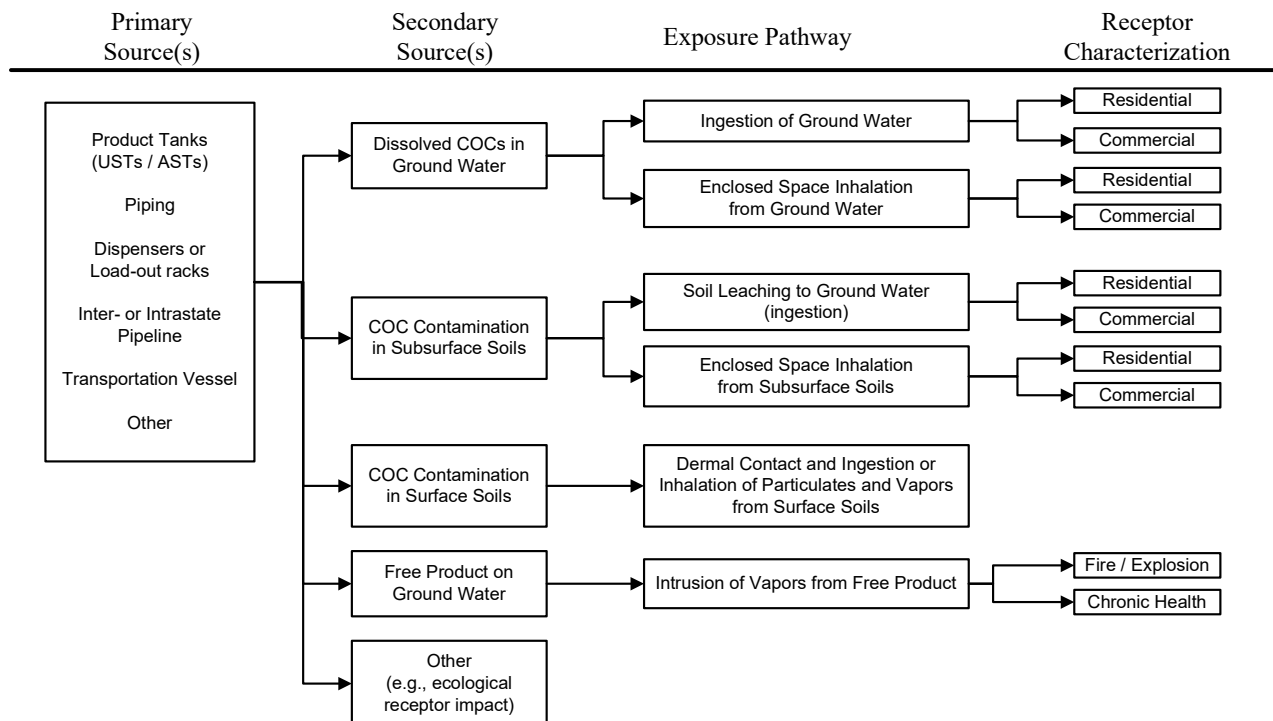 Primary
Source(s)
Secondary
Source(s)
Exposure Pathway
Receptor
Characterization
Product Tanks
(USTs / ASTs)
Piping
Dispensers or
Load-out racks
Inter- or Intrastate
Pipeline
Transportation Vessel
Other
Dissolved COCs in
Ground Water
Ingestion of Ground Water
Residential
Commercial
Enclosed Space Inhalation
from Ground Water
Residential
Commercial
COC Contamination
in Subsurface Soils
Soil Leaching to Ground Water
(ingestion)
Residential
Commercial
Enclosed Space Inhalation
from Subsurface Soils
Residential
Commercial
COC Contamination
in Surface Soils
Dermal Contact and Ingestion or
Inhalation of Particulates and Vapors
from Surface Soils
Free Product on
Ground Water
Intrusion of Vapors from Free Product
Fire / Explosion
Chronic Health
Other
(e.g., ecological
receptor impact)